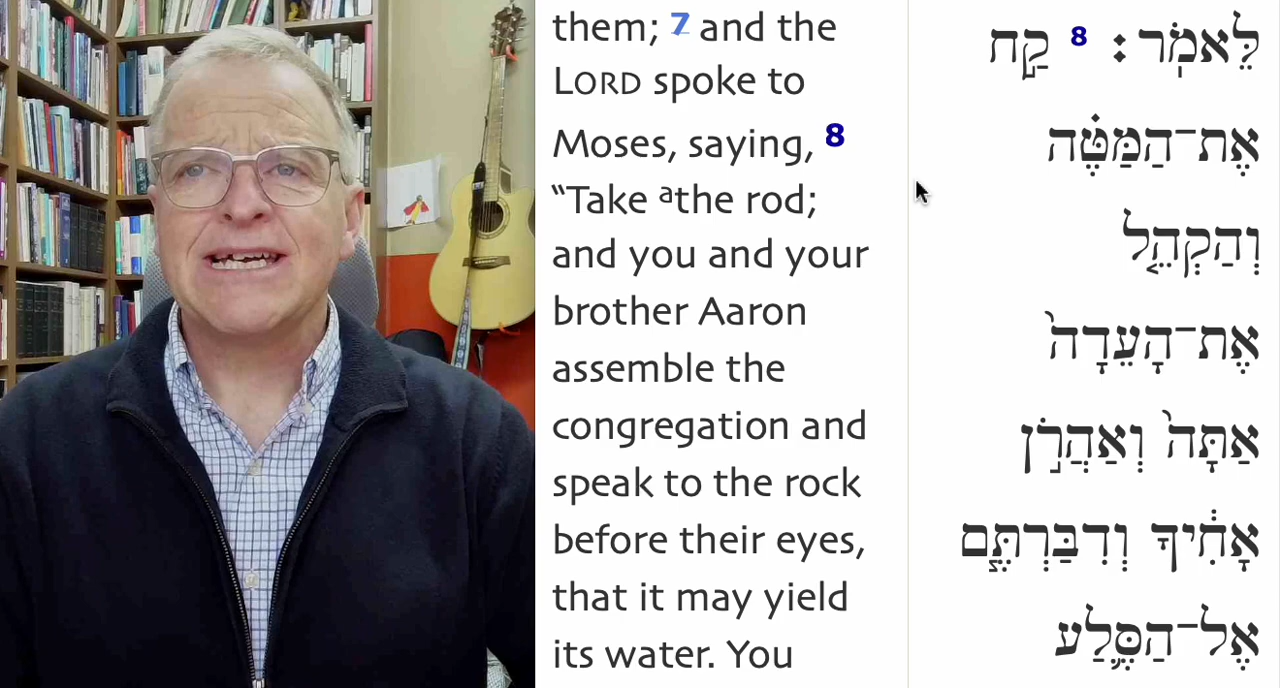 them; 7 and the
LORD spoke to
Moses, saying, 8
“Take ᵃthe rod;
and you and your
brother Aaron
assemble the
congregation and
speak to the rock
before their eyes,
that it may yield
its water. You
לֵּאמֹֽר׃ 8 קַ֣ח
אֶת־הַמַּטֶּ֗ה
וְהַקְהֵ֤ל
אֶת־הָעֵדָה֙
אַתָּה֙ וְאַהֲרֹ֣ן
אָחִ֔יךָ וְדִבַּרְתֶּ֧ם
אֶל־הַסֶּ֛לַע